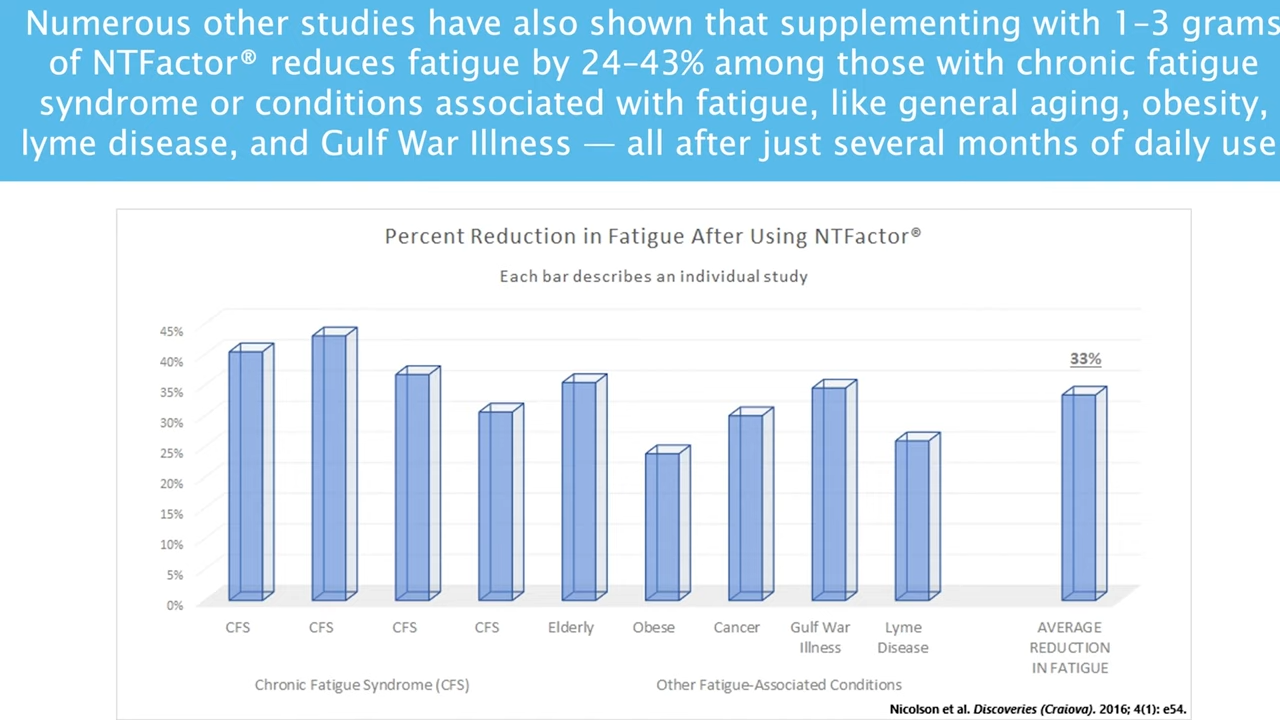 Numerous other studies have also shown that supplementing with 1–3 grams
of NTFactor® reduces fatigue by 24–43% among those with chronic fatigue
syndrome or conditions associated with fatigue, like general aging, obesity,
lyme disease, and Gulf War Illness — all after just several months of daily use
Percent Reduction in Fatigue After Using NTFactor®
Each bar describes an individual study
45%
40%
35%
30%
25%
20%
15%
10%
5%
0%
33%
CFS CFS CFS CFS Elderly Obese Cancer Gulf War Lyme AVERAGE
Illness Disease REDUCTION
IN FATIGUE
Chronic Fatigue Syndrome (CFS) Other Fatigue-Associated Conditions
Nicolson et al. Discoveries (Craiova). 2016; 4(1): e54.